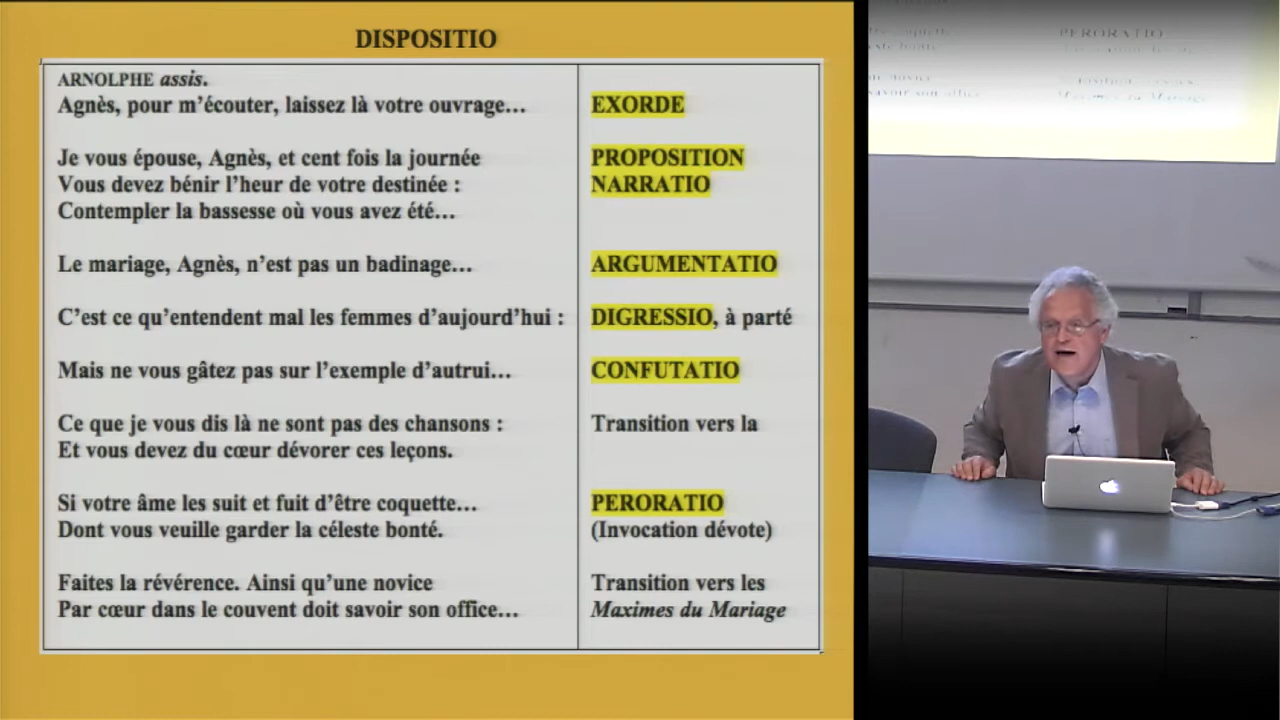 DISPOSITIO
ARNOLPHE assis.
Agnès, pour m'écouter, laissez là votre ouvrage…
EXORDE
Je vous épouse, Agnès, et cent fois la journée
PROPOSITION
Vous devez bénir l'heur de votre destinée :
NARRATIO
Contempler la bassesse où vous avez été…
Le mariage, Agnès, n'est pas un badinage…
ARGUMENTATIO
C'est ce qu'entendent mal les femmes d'aujourd'hui :
DIGRESSIO, à parté
Mais ne vous gâtez pas sur l'exemple d'autrui…
CONFUTATIO
Ce que je vous dis là ne sont pas des chansons :
Transition vers la
Et vous devez du cœur dévorer ces leçons.
Si votre âme les suit et fuit d'être coquette…
PERORATIO
Dont vous veuille garder la céleste bonté.
(Invocation dévote)
Faites la révérence. Ainsi qu'une novice
Transition vers les
Par cœur dans le couvent doit savoir son office…
Maximes du Mariage
PERORATIO
Maximes du Mariage